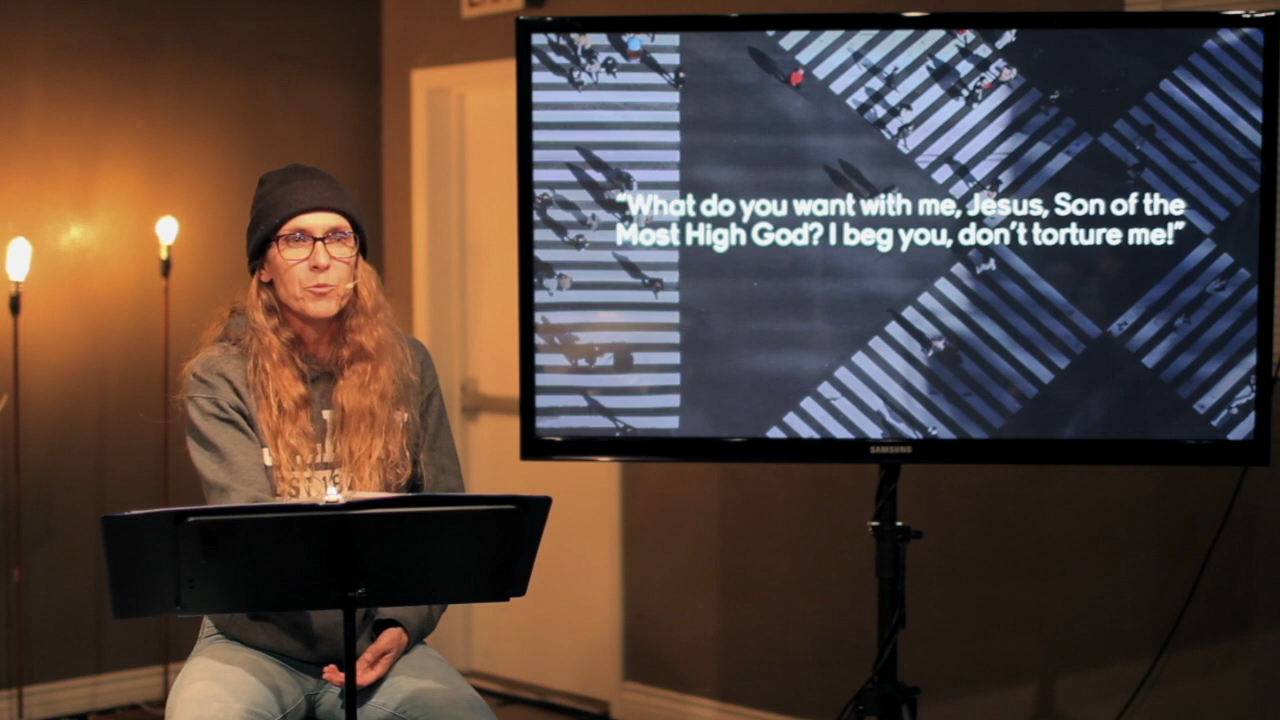 “What do you want with me, Jesus, Son of the
Most High God? I beg you, don’t torture me!”
SAMSUNG